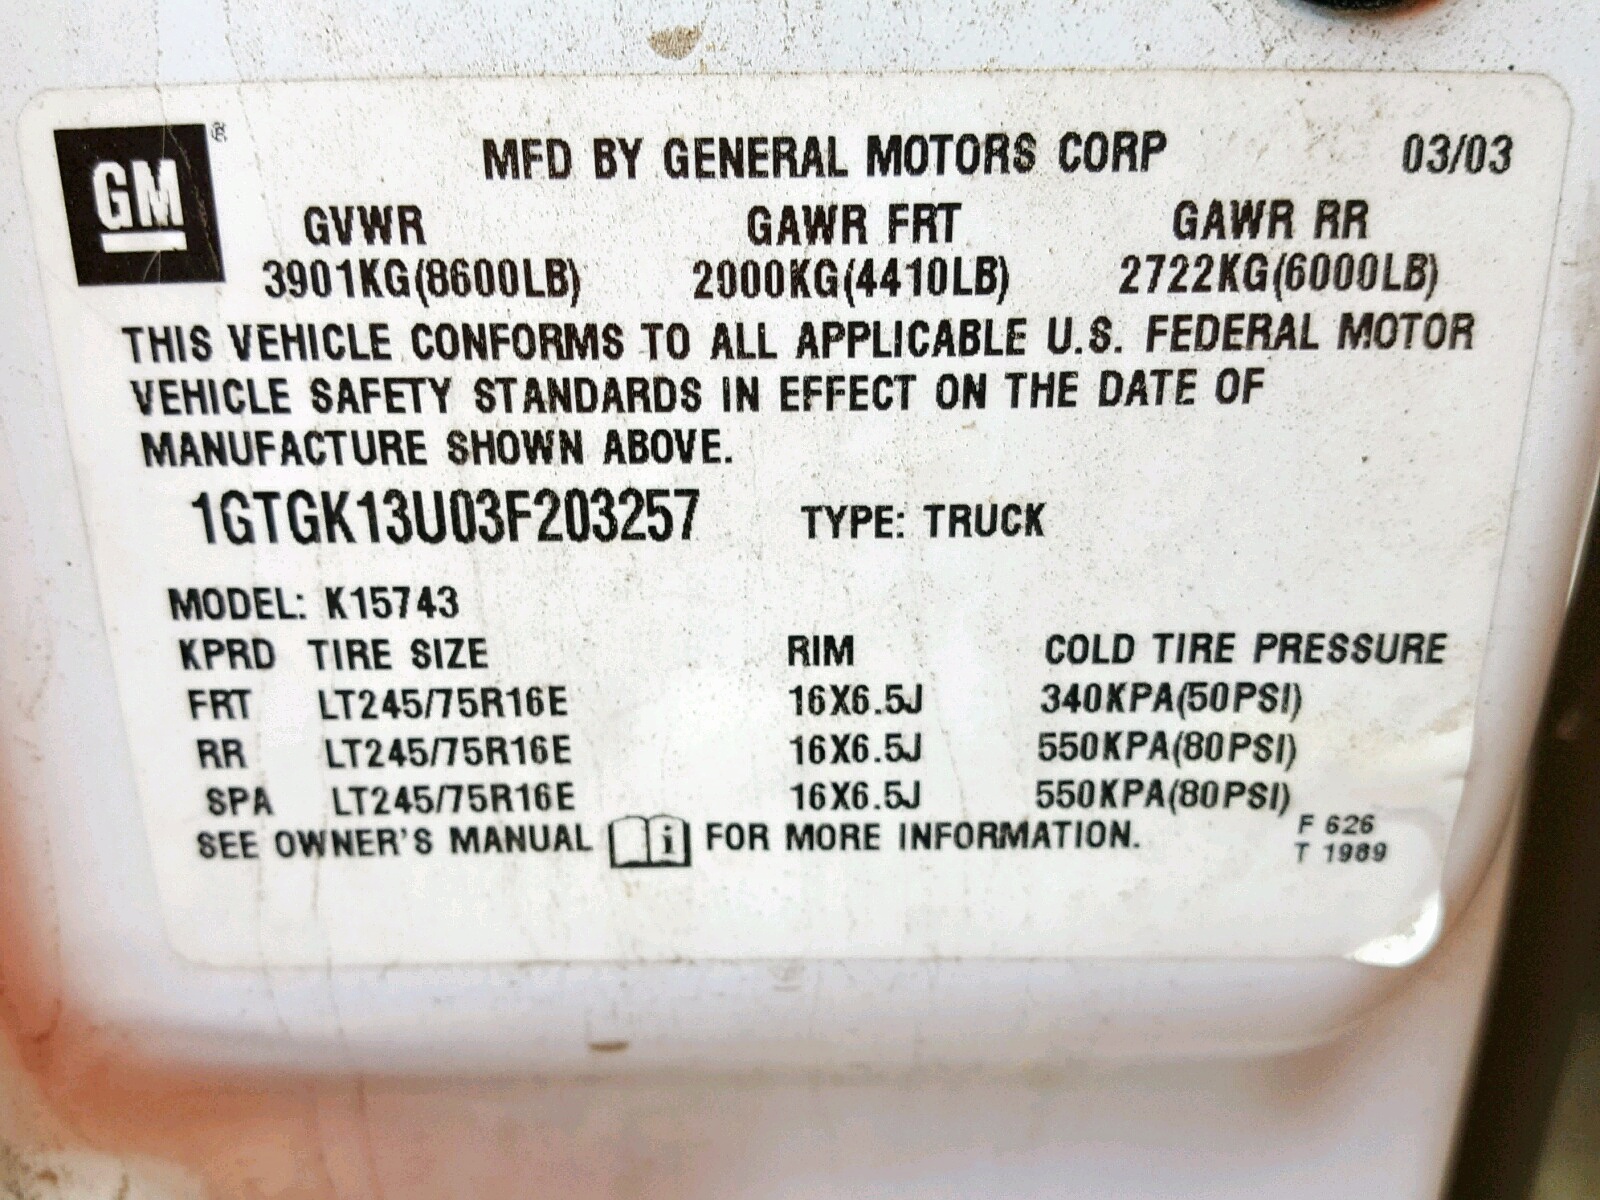 GM ® MFD BY GENERAL MOTORS CORP 03/03
GVWR GAWR FRT GAWR RR
3901KG(8600LB) 2000KG(4410LB) 2722KG(6000LB)
THIS VEHICLE CONFORMS TO ALL APPLICABLE U.S. FEDERAL MOTOR
VEHICLE SAFETY STANDARDS IN EFFECT ON THE DATE OF
MANUFACTURE SHOWN ABOVE.
1GTGK13U03F203257 TYPE: TRUCK
MODEL: K15743
KPRD TIRE SIZE RIM COLD TIRE PRESSURE
FRT LT245/75R16E 16X6.5J 340KPA(50PSI)
RR LT245/75R16E 16X6.5J 550KPA(80PSI)
SPA LT245/75R16E 16X6.5J 550KPA(80PSI)
SEE OWNER'S MANUAL i FOR MORE INFORMATION.
F 626
T 1989